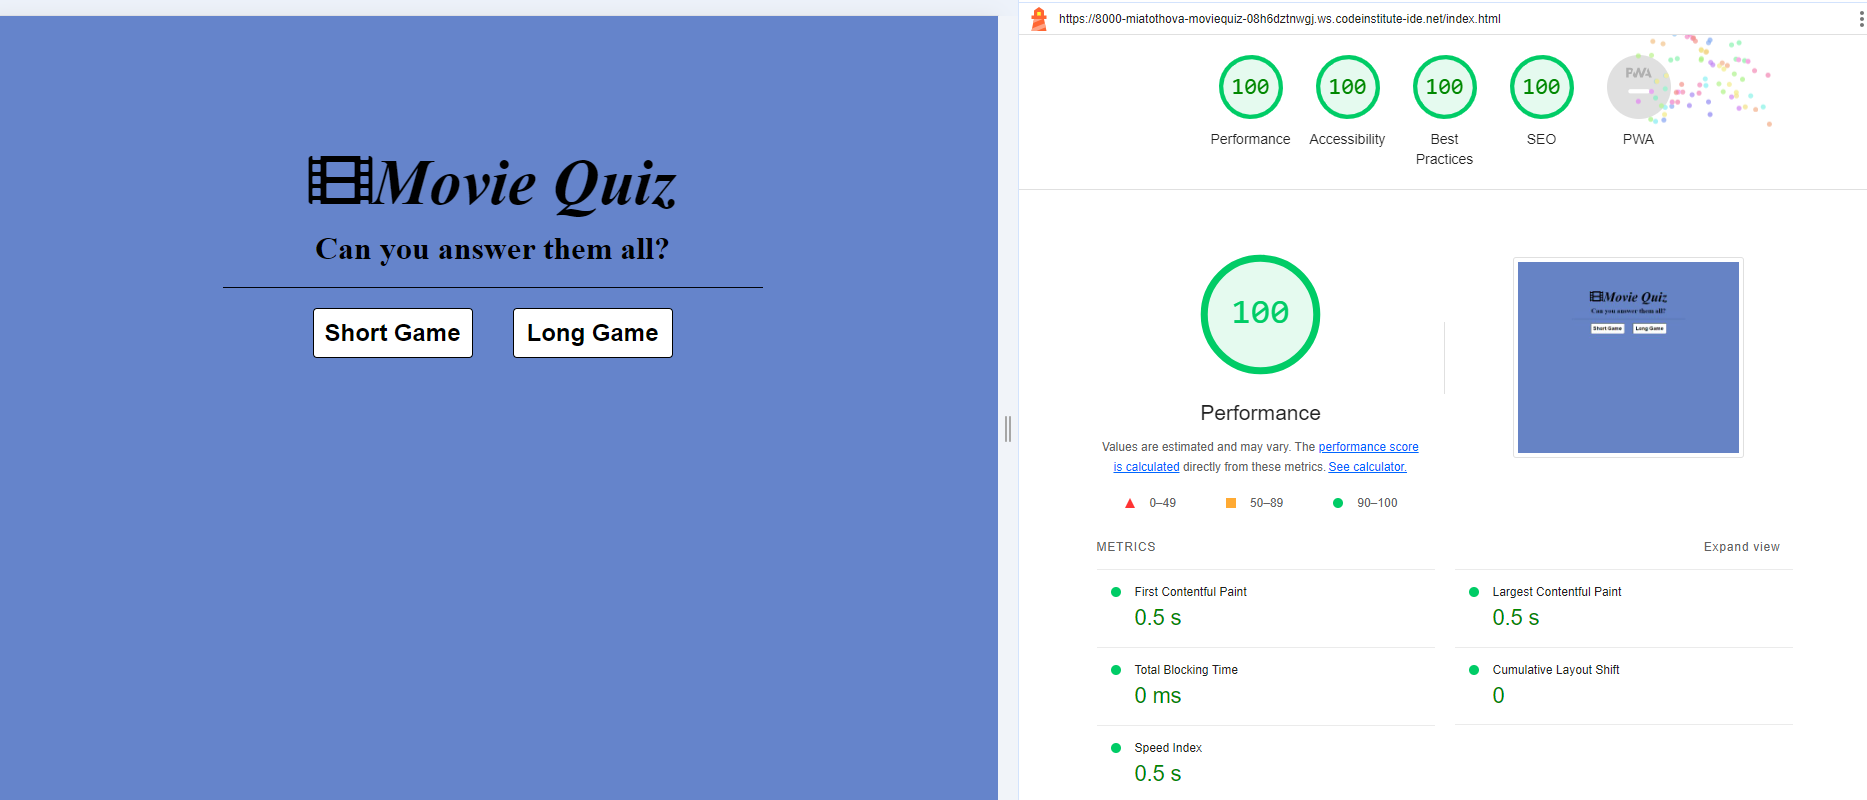 Movie Quiz
Can you answer them all?
Short Game
Long Game
https://8000-miatothova-moviequiz-08h6dztnwgj.ws.codeinstitute-ide.net/index.html
100
100
100
100
PWA
Performance
Accessibility
Best
Practices
SEO
PWA
100
Performance
Values are estimated and may vary. The performance score
is calculated directly from these metrics. See calculator.
0–49
50–89
90–100
Movie Quiz
Can you answer them all?
Short Game
Long Game
METRICS
Expand view
First Contentful Paint
0.5 s
Largest Contentful Paint
0.5 s
Total Blocking Time
0 ms
Cumulative Layout Shift
0
Speed Index
0.5 s